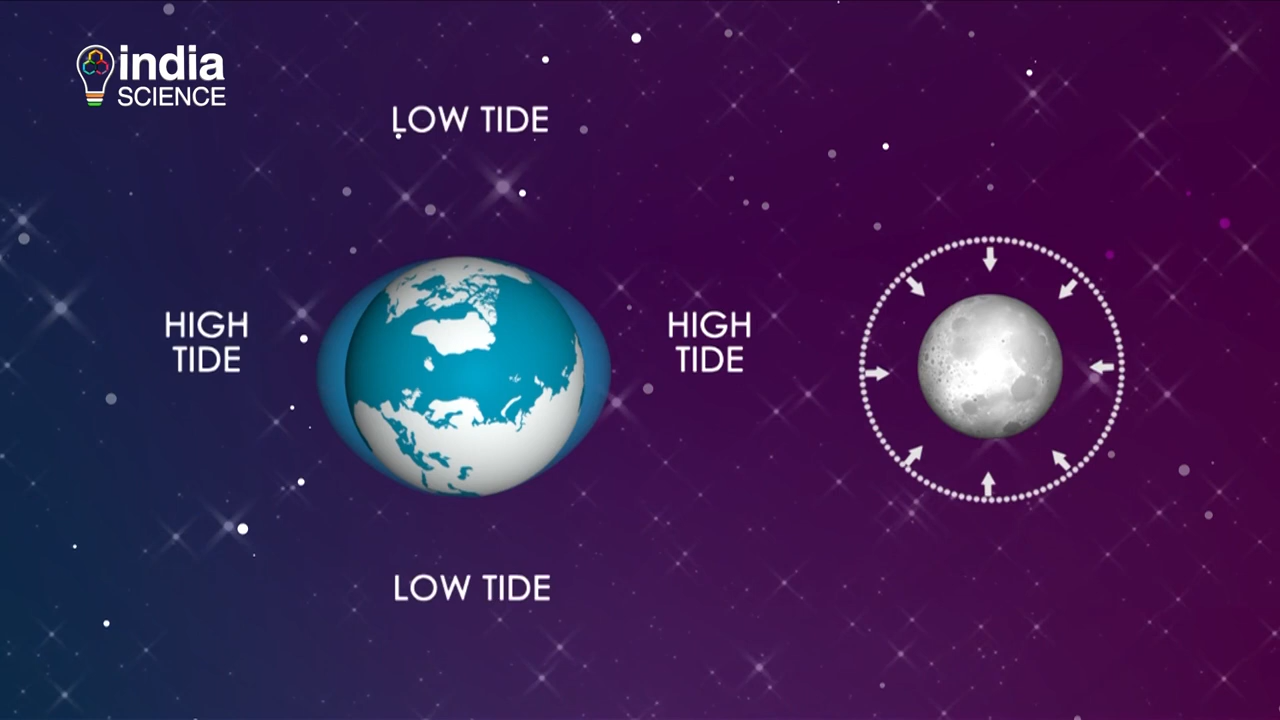 india
SCIENCE
LOW TIDE
HIGH
TIDE
HIGH
TIDE
LOW TIDE